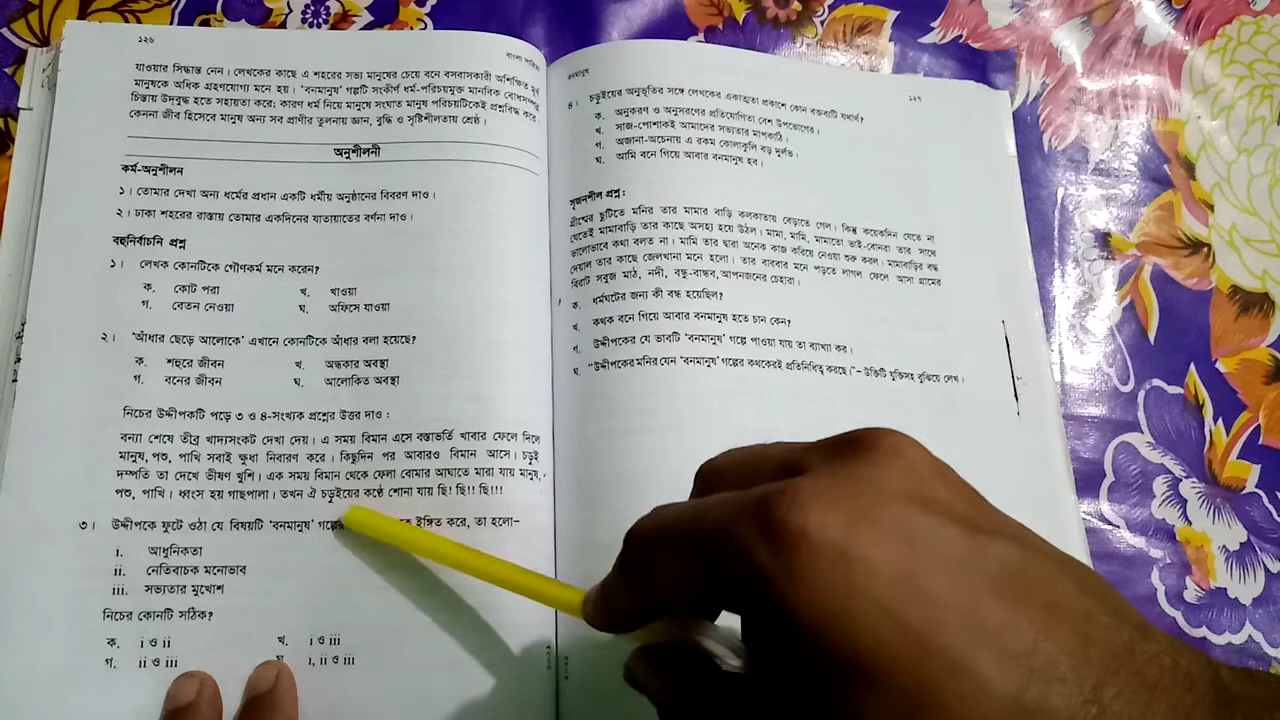 ১২৬
বাংলা সাহিত্য
যাওয়ার সিদ্ধান্ত নেন। লেখকের কাছে এ শহরের সভ্য মানুষের চেয়ে বনে বসবাসকারী অশিক্ষিত মূর্খ
মানুষকে অধিক গ্রহণযোগ্য মনে হয়। 'বনমানুষ' গল্পটি সংকীর্ণ ধর্ম-পরিচয়মুক্ত মানবিক বোধসম্পন্ন
চিন্তায় উদ্‌বুদ্ধ হতে সহায়তা করে; কারণ ধর্ম নিয়ে মানুষে সংঘাত মানুষ পরিচয়টিকেই প্রশ্নবিদ্ধ করে
কেননা জীব হিসেবে মানুষ অন্য সব প্রাণীর তুলনায় জ্ঞান, বুদ্ধি ও সৃষ্টিশীলতায় শ্রেষ্ঠ।
অনুশীলনী
কর্ম-অনুশীলন
১। তোমার দেখা অন্য ধর্মের প্রধান একটি ধর্মীয় অনুষ্ঠানের বিবরণ দাও।
২। ঢাকা শহরের রাস্তায় তোমার একদিনের যাতায়াতের বর্ণনা দাও।
বহুনির্বাচনি প্রশ্ন
১। লেখক কোনটিকে গৌণকর্ম মনে করেন?
ক. কোট পরা খ. খাওয়া
গ. বেতন নেওয়া ঘ. অফিসে যাওয়া
২। 'আঁধার ছেড়ে আলোকে' এখানে কোনটিকে আঁধার বলা হয়েছে?
ক. শহুরে জীবন খ. অন্ধকার অবস্থা
গ. বনের জীবন ঘ. আলোকিত অবস্থা
নিচের উদ্দীপকটি পড়ে ৩ ও ৪-সংখ্যক প্রশ্নের উত্তর দাও :
বন্যা শেষে তীব্র খাদ্যসংকট দেখা দেয়। এ সময় বিমান এসে বস্তাভর্তি খাবার ফেলে দিলে
মানুষ, পশু, পাখি সবাই ক্ষুধা নিবারণ করে। কিছুদিন পর আবারও বিমান আসে। চড়ুই
দম্পতি তা দেখে ভীষণ খুশি। এক সময় বিমান থেকে ফেলা বোমার আঘাতে মারা যায় মানুষ,
পশু, পাখি। ধ্বংস হয় গাছপালা। তখন ঐ চড়ুইয়ের কণ্ঠে শোনা যায় ছি! ছি!! ছি!!!
৩। উদ্দীপকে ফুটে ওঠা যে বিষয়টি 'বনমানুষ' গল্পের ইঙ্গিত করে, তা হলো–
i. আধুনিকতা
ii. নেতিবাচক মনোভাব
iii. সভ্যতার মুখোশ
নিচের কোনটি সঠিক?
ক. i ও ii খ. i ও iii
গ. ii ও iii ঘ. i, ii ও iii
বনমানুষ
১২৭
৪। চড়ুইয়ের অনুভূতির সঙ্গে লেখকের একাত্মতা প্রকাশে কোন বক্তব্যটি যথার্থ?
ক. অনুকরণ ও অনুসরণের প্রতিযোগিতা বেশ উপভোগের।
খ. সাজ-পোশাকই আমাদের সভ্যতার মাপকাঠি।
গ. অজানা-অচেনায় এ রকম কোলাকুলি বড় দুর্লভ।
ঘ. আমি বনে গিয়ে আবার বনমানুষ হব।
সৃজনশীল প্রশ্ন :
গ্রীষ্মের ছুটিতে মনির তার মামার বাড়ি কলকাতায় বেড়াতে গেল। কিন্তু কয়েকদিন যেতে না
যেতেই মামাবাড়ি তার কাছে অসহ্য হয়ে উঠল। মামা, মামি, মামাতো ভাই-বোনরা তার সাথে
ভালোভাবে কথা বলত না। মামি তার দ্বারা অনেক কাজ করিয়ে নেওয়া শুরু করল। মামাবাড়ির বদ্ধ
দেয়াল তার কাছে জেলখানা মনে হলো। তার বারবার মনে পড়তে লাগল ফেলে আসা গ্রামের
বিরাট সবুজ মাঠ, নদী, বন্ধু-বান্ধব, আপনজনের চেহারা।
ক. ধর্মঘটের জন্য কী বন্ধ হয়েছিল?
খ. কথক বনে গিয়ে আবার বনমানুষ হতে চান কেন?
গ. উদ্দীপকের যে ভাবটি 'বনমানুষ' গল্পে পাওয়া যায় তা ব্যাখ্যা কর।
ঘ. "উদ্দীপকের মনির যেন 'বনমানুষ' গল্পের কথকেরই প্রতিনিধিত্ব করছে।"– উক্তিটি যুক্তিসহ বুঝিয়ে লেখ।